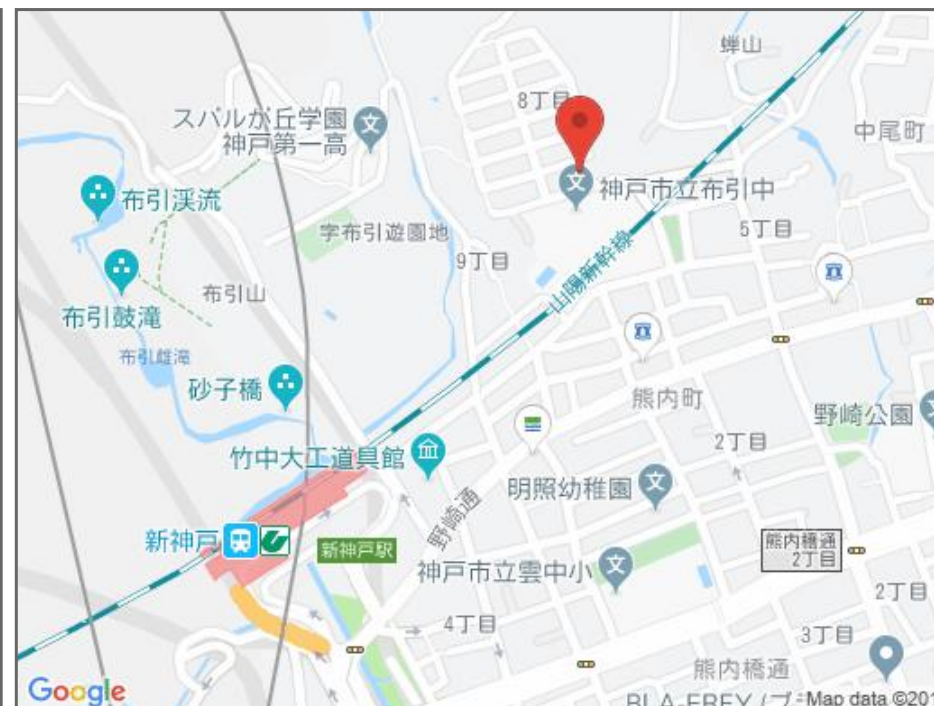 蝉山
8丁目
スバルが丘学園
神戸第一高
中尾町
神戸市立布引中
布引渓流
字布引遊園地
5丁目
9丁目
山陽新幹線
布引山
布引鼓滝
布引雌滝
砂子橋
熊内町
野崎公園
2丁目
竹中大工道具館
明照幼稚園
野崎通
新神戸
新神戸駅
熊内橋通
2丁目
神戸市立雲中小
2丁目
4丁目
3丁目
熊内橋通
Google
Map data ©201